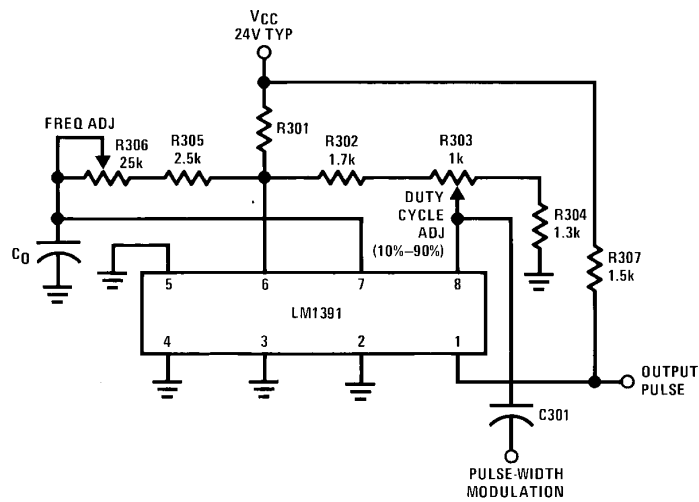 VCC
24V TYP
FREQ ADJ
R306
25k
R305
2.5k
R301
R302
1.7k
R303
1k
DUTY
CYCLE
ADJ
(10%–90%)
R304
1.3k
R307
1.5k
C0
5 6 7 8
LM1391
4 3 2 1
OUTPUT
PULSE
C301
PULSE-WIDTH
MODULATION